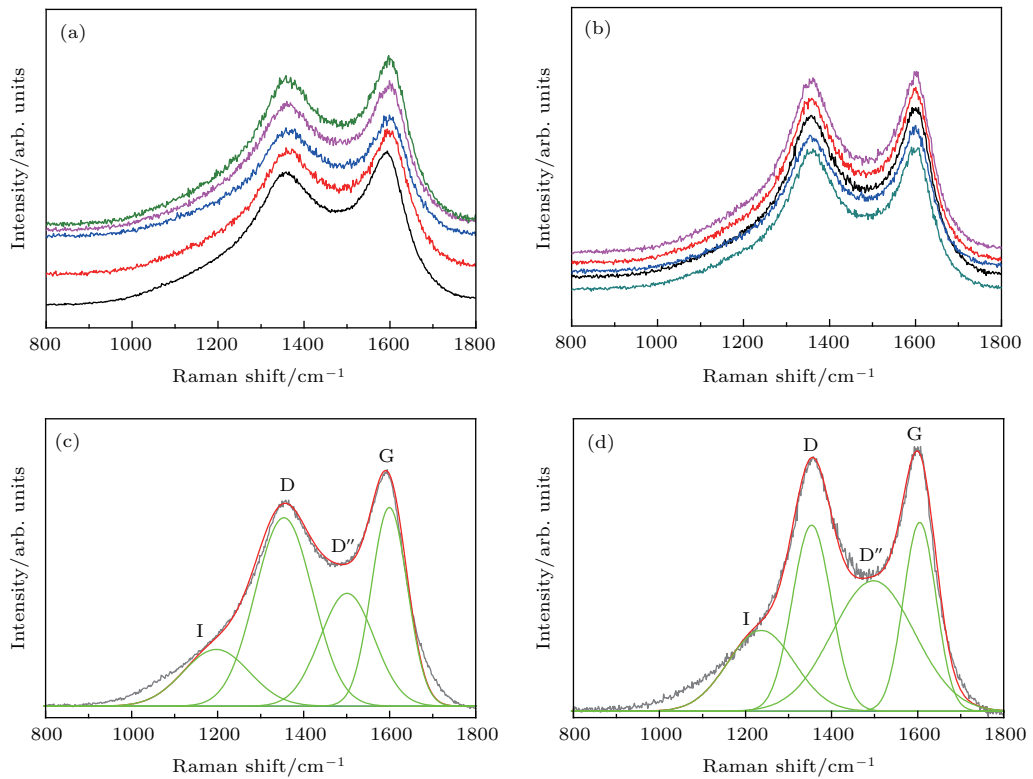 (a)
Intensity/arb. units
800 1000 1200 1400 1600 1800
Raman shift/cm⁻¹
(b)
Intensity/arb. units
800 1000 1200 1400 1600 1800
Raman shift/cm⁻¹
(c)
G
D
D″
I
Intensity/arb. units
800 1000 1200 1400 1600 1800
Raman shift/cm⁻¹
(d)
G
D
D″
I
Intensity/arb. units
800 1000 1200 1400 1600 1800
Raman shift/cm⁻¹